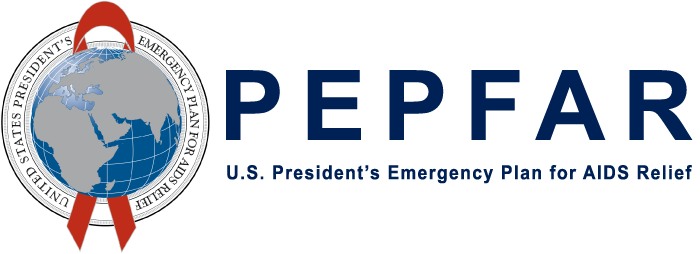 UNITED STATES PRESIDENT'S EMERGENCY PLAN FOR AIDS RELIEF
PEPFAR
U.S. President's Emergency Plan for AIDS Relief